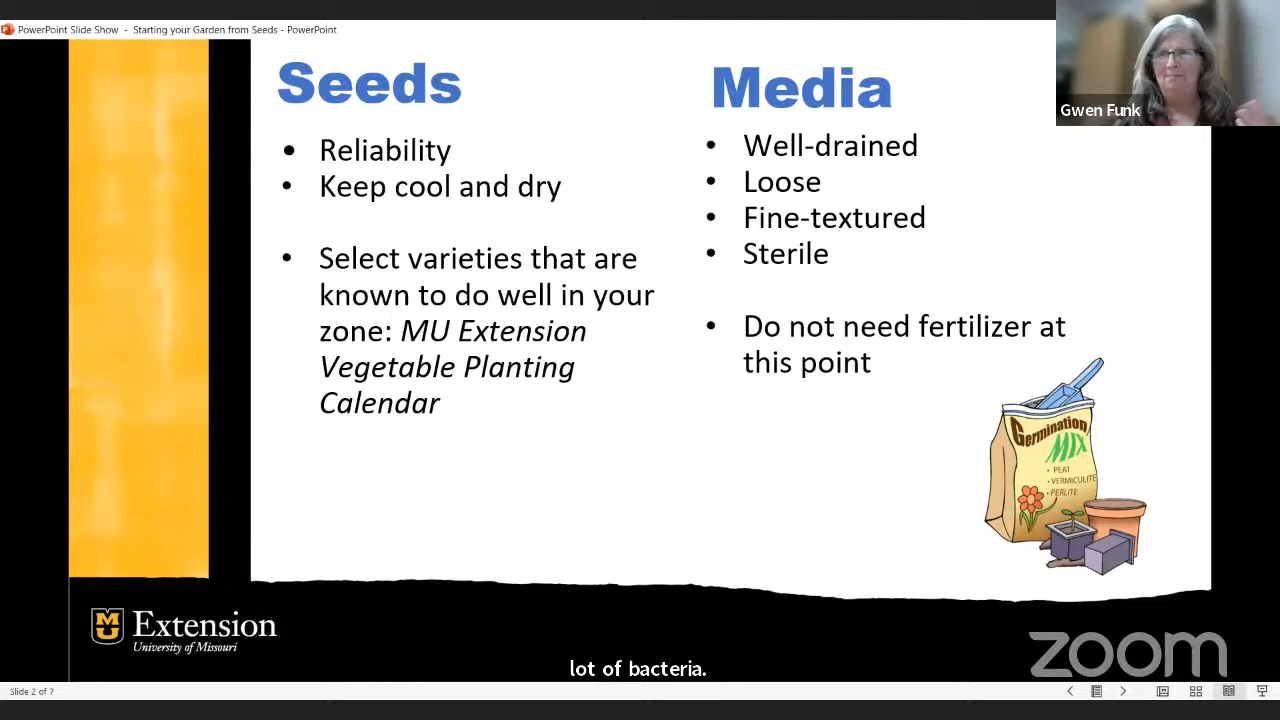 PowerPoint Slide Show - Starting your Garden from Seeds - PowerPoint
Gwen Funk
Seeds
• Reliability
• Keep cool and dry
• Select varieties that are
known to do well in your
zone: MU Extension
Vegetable Planting
Calendar
Media
• Well-drained
• Loose
• Fine-textured
• Sterile
• Do not need fertilizer at
this point
Germination
MIX
• PEAT
• VERMICULITE
• PERLITE
MU
Extension
University of Missouri
lot of bacteria.
zoom
Slide 2 of 7